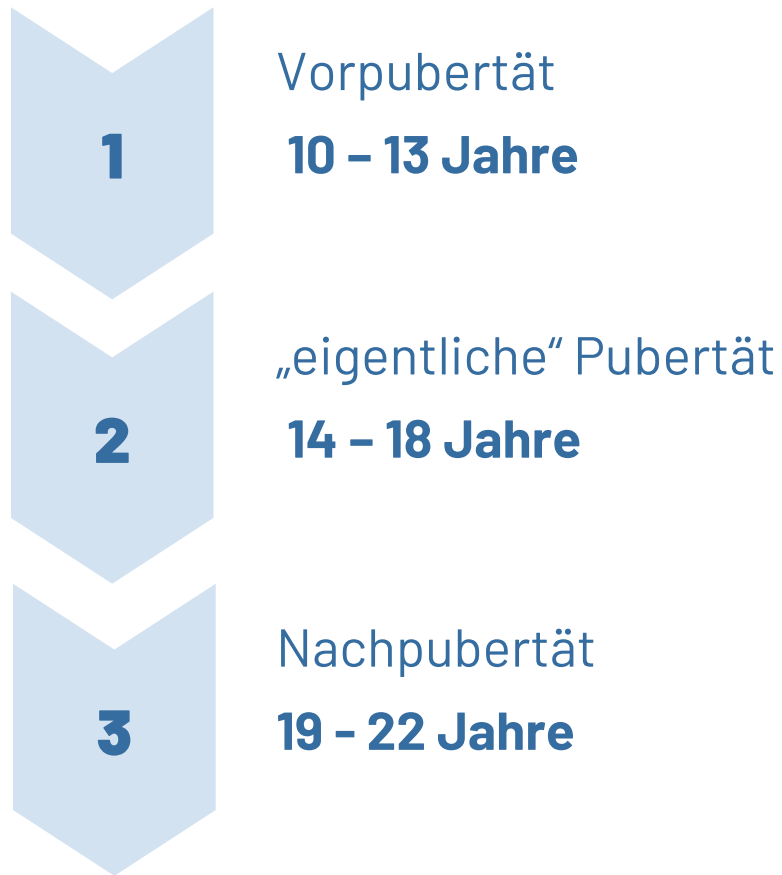 1
Vorpubertät
10 – 13 Jahre
2
„eigentliche“ Pubertät
14 – 18 Jahre
3
Nachpubertät
19 - 22 Jahre